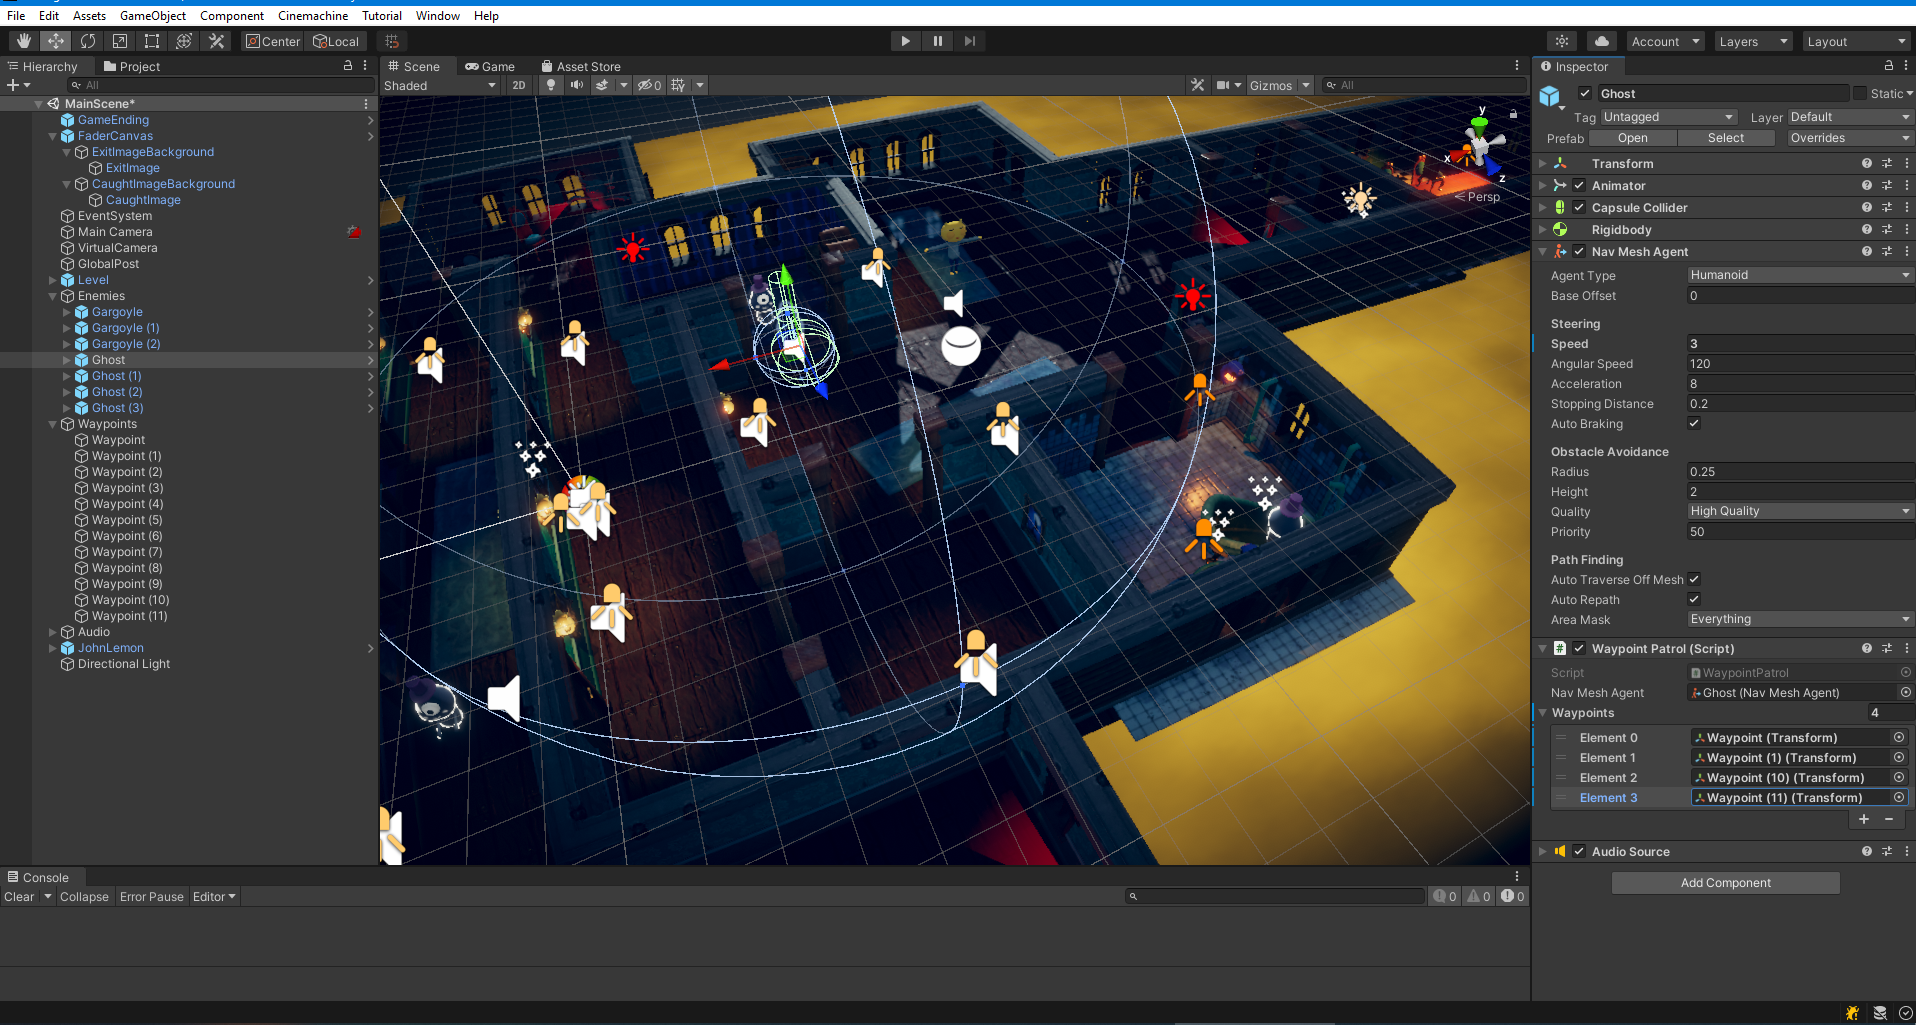 File Edit Assets GameObject Component Cinemachine Tutorial Window Help
Center Local Account Layers Layout
Hierarchy Project
All
MainScene*
GameEnding
FaderCanvas
ExitImageBackground
ExitImage
CaughtImageBackground
CaughtImage
EventSystem
Main Camera
VirtualCamera
GlobalPost
Level
Enemies
Gargoyle
Gargoyle (1)
Gargoyle (2)
Ghost
Ghost (1)
Ghost (2)
Ghost (3)
Waypoints
Waypoint
Waypoint (1)
Waypoint (2)
Waypoint (3)
Waypoint (4)
Waypoint (5)
Waypoint (6)
Waypoint (7)
Waypoint (8)
Waypoint (9)
Waypoint (10)
Waypoint (11)
Audio
JohnLemon
Directional Light
Scene Game Asset Store
Shaded 2D 0 Gizmos All
y
x
z
Persp
Inspector
Ghost Static
Tag Untagged Layer Default
Prefab Open Select Overrides
Transform
Animator
Capsule Collider
Rigidbody
Nav Mesh Agent
Agent Type Humanoid
Base Offset 0
Steering
Speed 3
Angular Speed 120
Acceleration 8
Stopping Distance 0.2
Auto Braking
Obstacle Avoidance
Radius 0.25
Height 2
Quality High Quality
Priority 50
Path Finding
Auto Traverse Off Mesh
Auto Repath
Area Mask Everything
Waypoint Patrol (Script)
Script WaypointPatrol
Nav Mesh Agent Ghost (Nav Mesh Agent)
Waypoints 4
Element 0 Waypoint (Transform)
Element 1 Waypoint (1) (Transform)
Element 2 Waypoint (10) (Transform)
Element 3 Waypoint (11) (Transform)
Audio Source
Add Component
Console
Clear Collapse Error Pause Editor 0 0 0